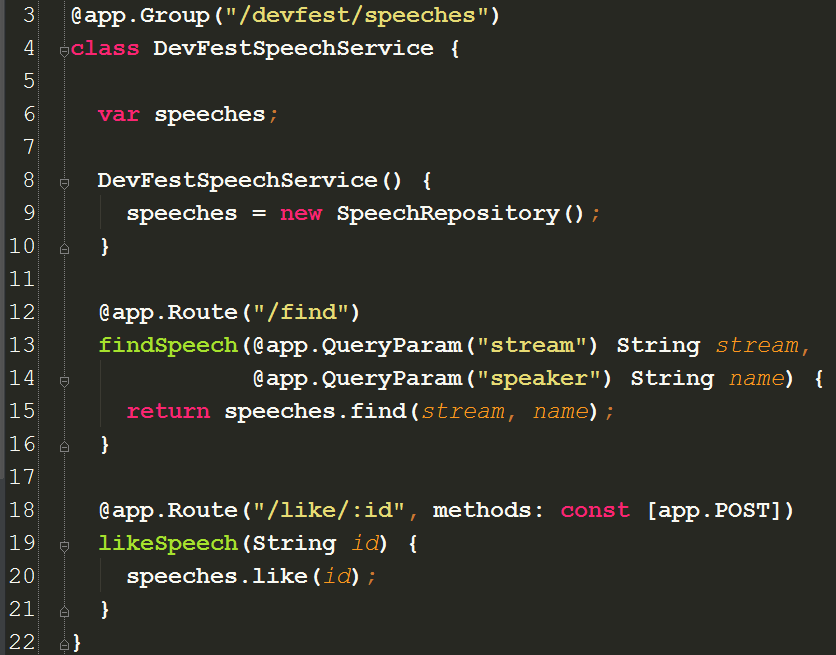 3 @app.Group("/devfest/speeches")
4 class DevFestSpeechService {
5
6   var speeches;
7
8   DevFestSpeechService() {
9     speeches = new SpeechRepository();
10   }
11
12   @app.Route("/find")
13   findSpeech(@app.QueryParam("stream") String stream,
14              @app.QueryParam("speaker") String name) {
15     return speeches.find(stream, name);
16   }
17
18   @app.Route("/like/:id", methods: const [app.POST])
19   likeSpeech(String id) {
20     speeches.like(id);
21   }
22 }